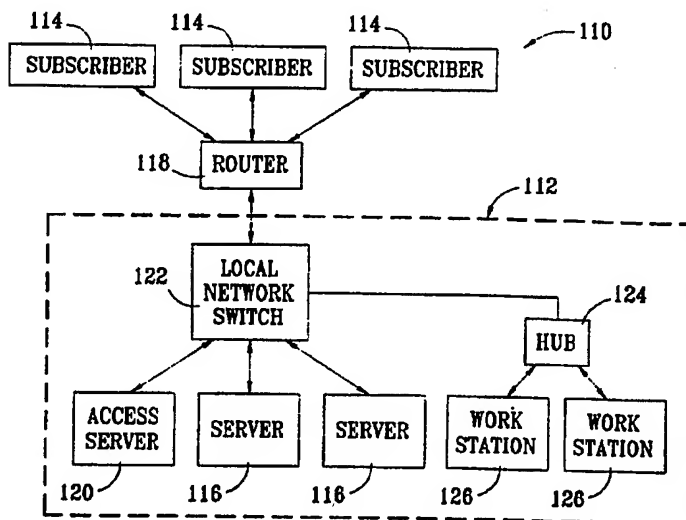 114 114 114 110
SUBSCRIBER SUBSCRIBER SUBSCRIBER
118 ROUTER
112
122 LOCAL
NETWORK
SWITCH
124
HUB
ACCESS
SERVER
SERVER
SERVER
WORK
STATION
WORK
STATION
120 116 116 126 126